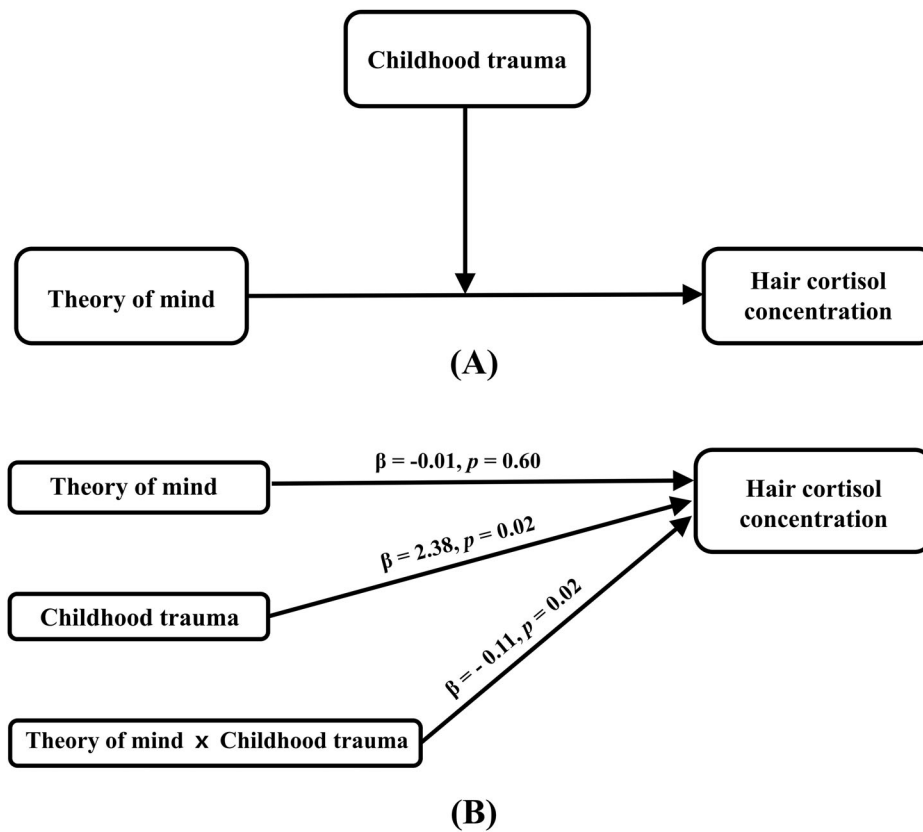 Childhood trauma
Theory of mind
Hair cortisol
concentration
(A)
β = -0.01, p = 0.60
Theory of mind
Hair cortisol
concentration
β = 2.38, p = 0.02
Childhood trauma
β = - 0.11, p = 0.02
Theory of mind x Childhood trauma
(B)